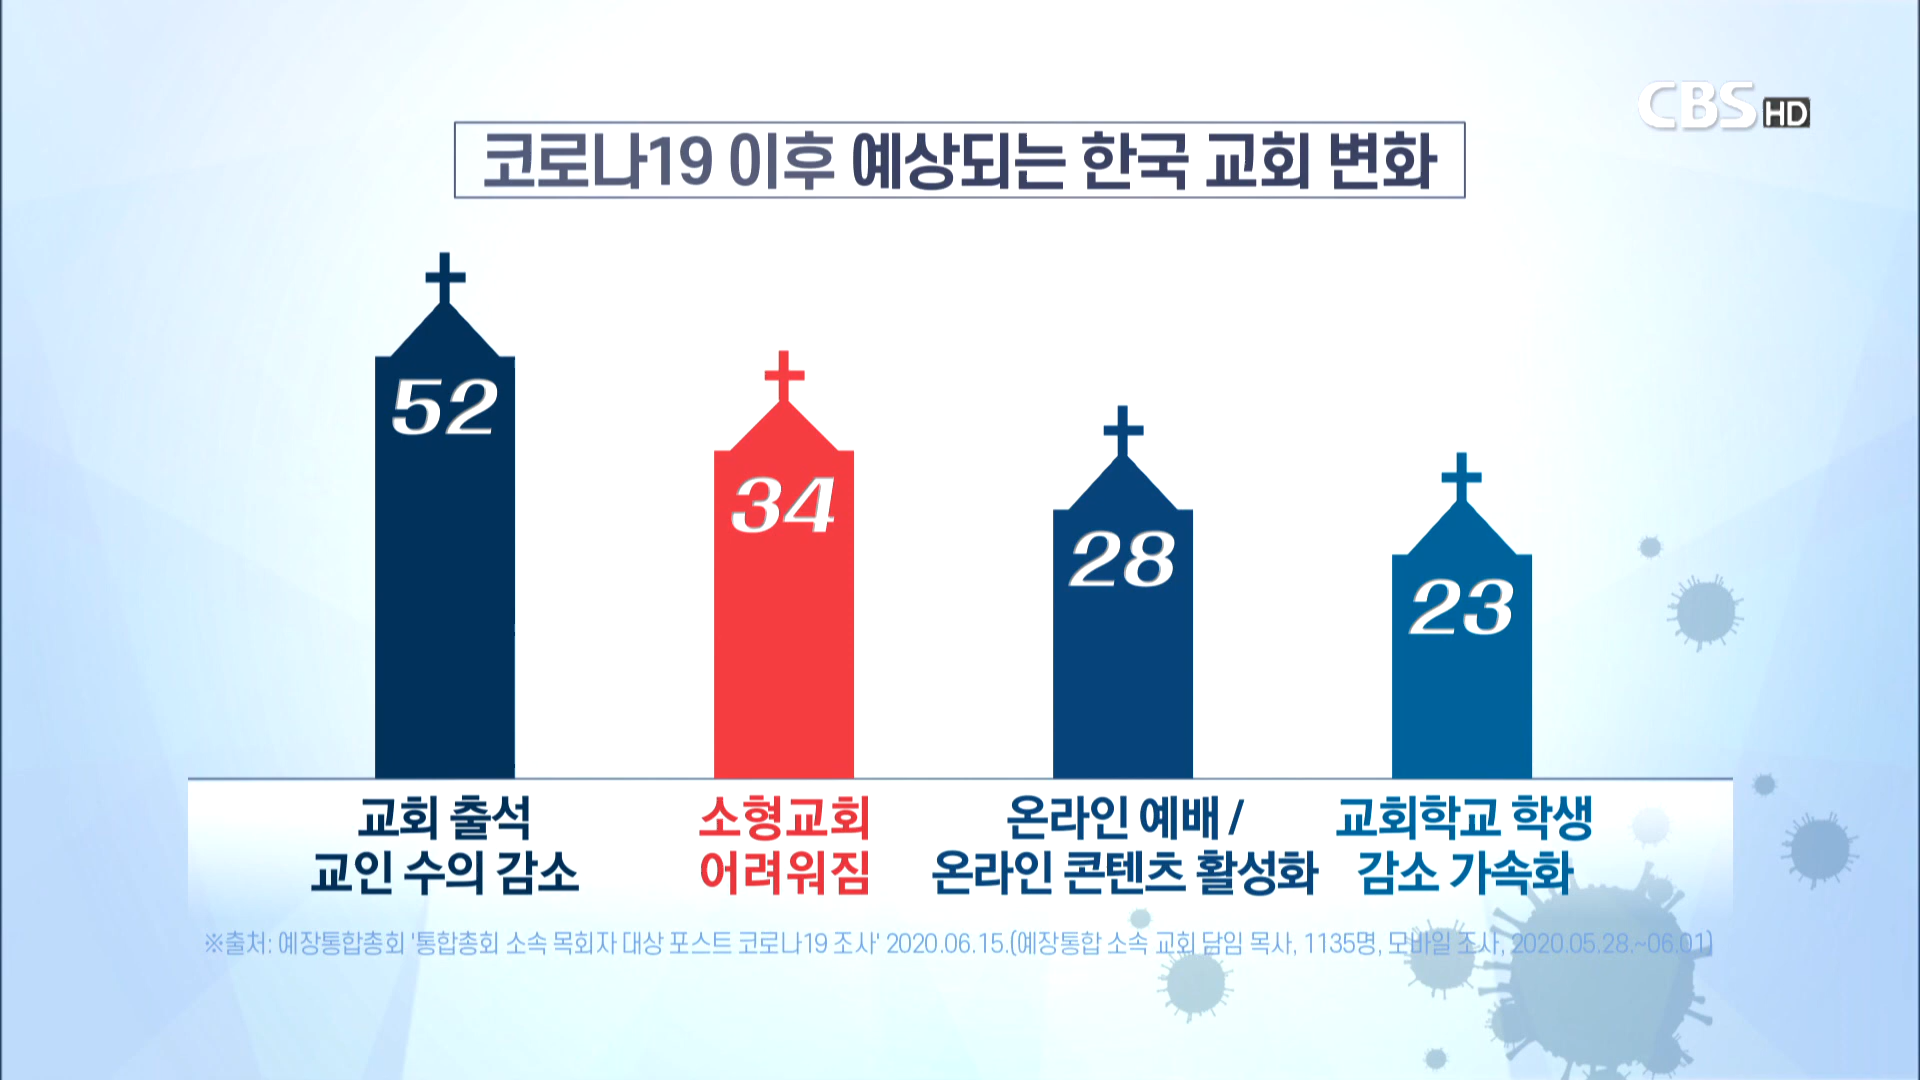 CBS HD
코로나19 이후 예상되는 한국 교회 변화
52
34
28
23
교회 출석
교인 수의 감소
소형교회
어려워짐
온라인 예배 /
온라인 콘텐츠 활성화
교회학교 학생
감소 가속화
※출처: 예장통합총회 '통합총회 소속 목회자 대상 포스트 코로나19 조사' 2020.06.15.(예장통합 소속 교회 담임 목사, 1135명, 모바일 조사, 2020.05.28.~06.01)